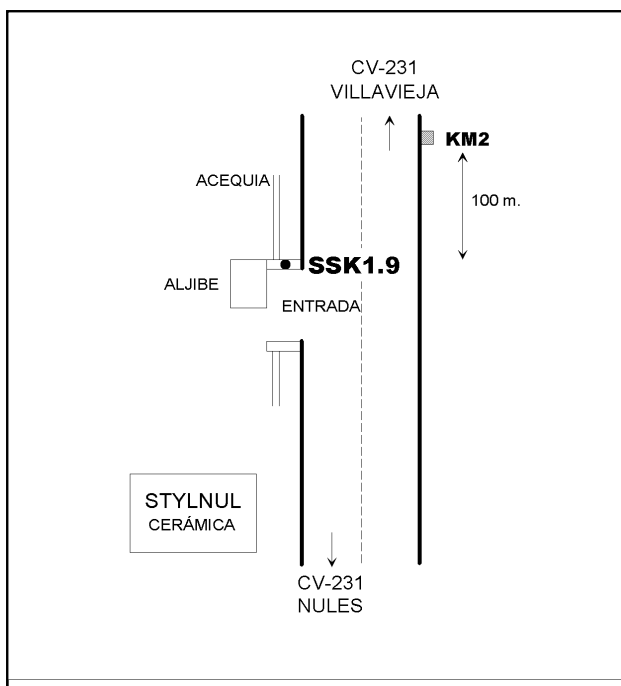 CV-231
VILLAVIEJA
KM2
ACEQUIA
100 m.
SSK1.9
ALJIBE
ENTRADA
STYLNUL
CERÁMICA
CV-231
NULES